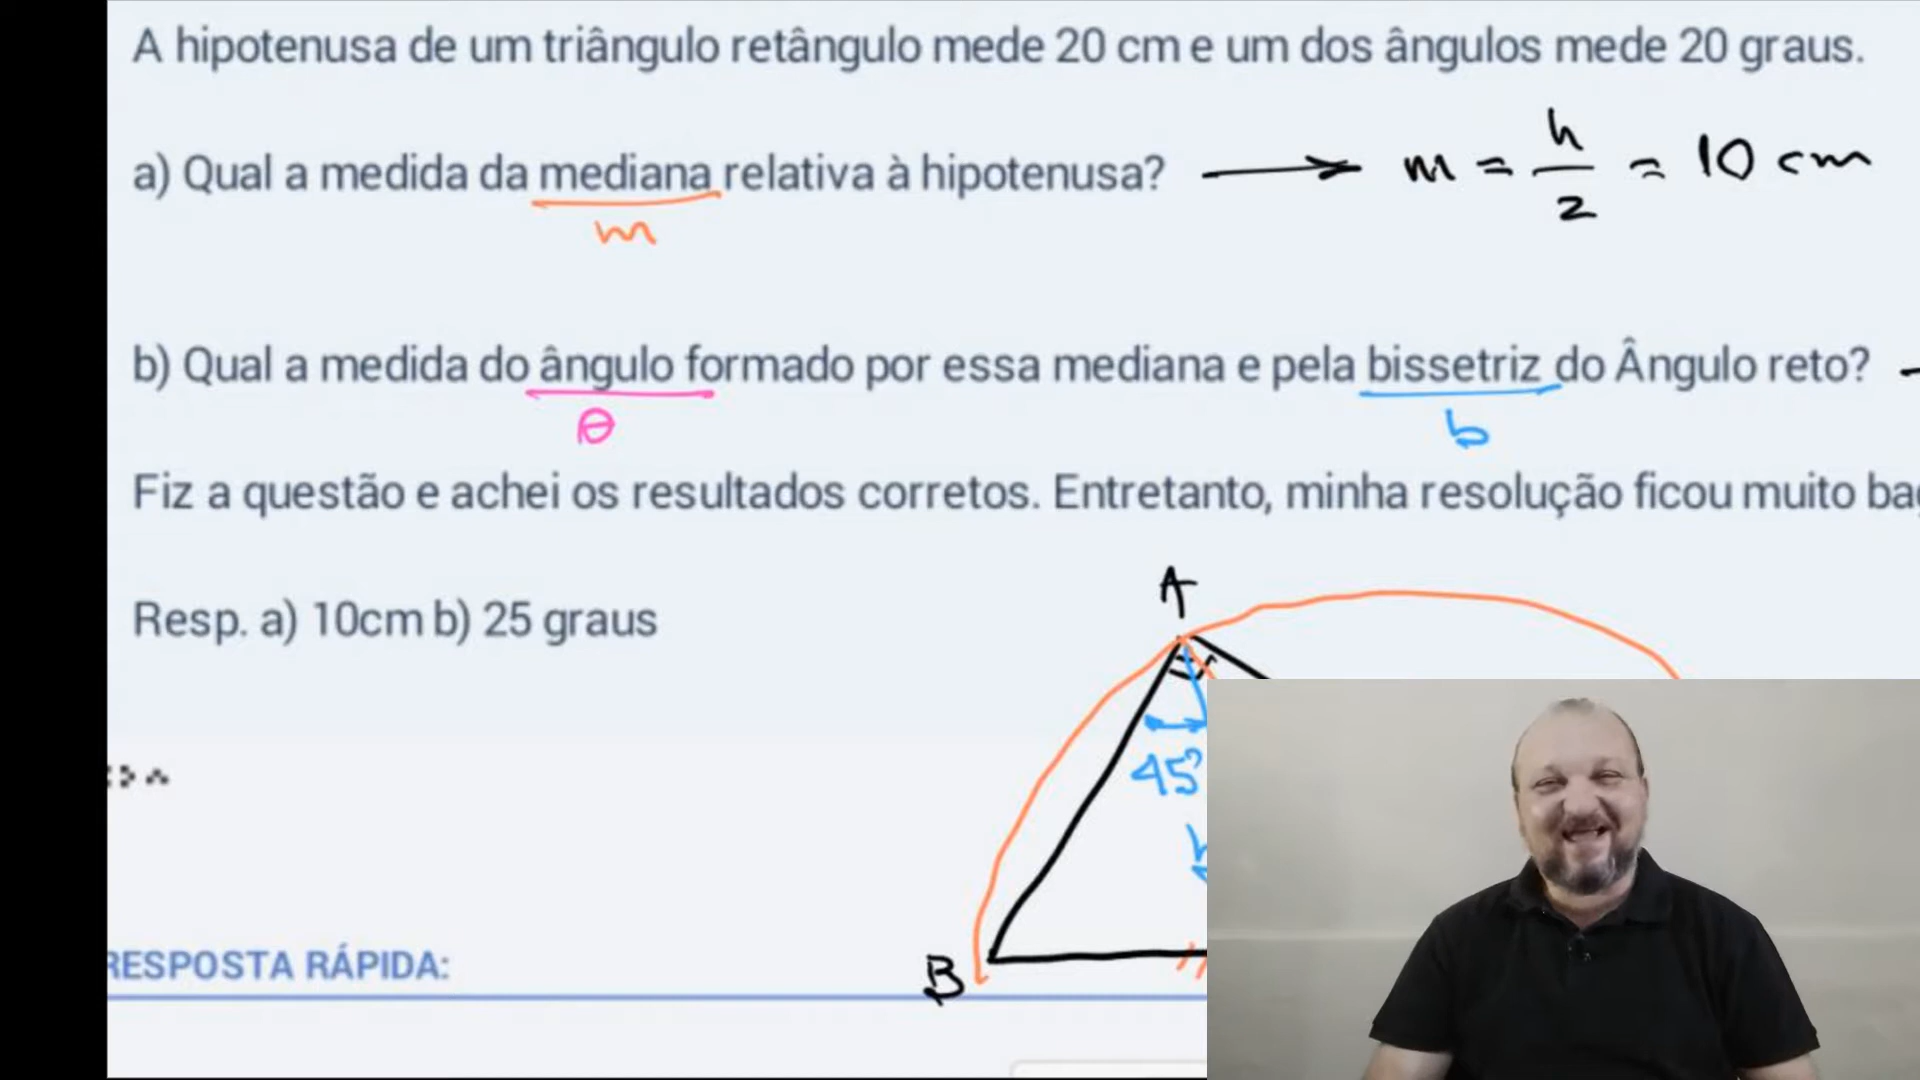 A hipotenusa de um triângulo retângulo mede 20 cm e um dos ângulos mede 20 graus.
a) Qual a medida da mediana relativa à hipotenusa? m = h/2 = 10 cm
m
b) Qual a medida do ângulo formado por essa mediana e pela bissetriz do Ângulo reto?
θ b
Fiz a questão e achei os resultados corretos. Entretanto, minha resolução ficou muito
A
Resp. a) 10cm b) 25 graus
45°
RESPOSTA RÁPIDA:
B